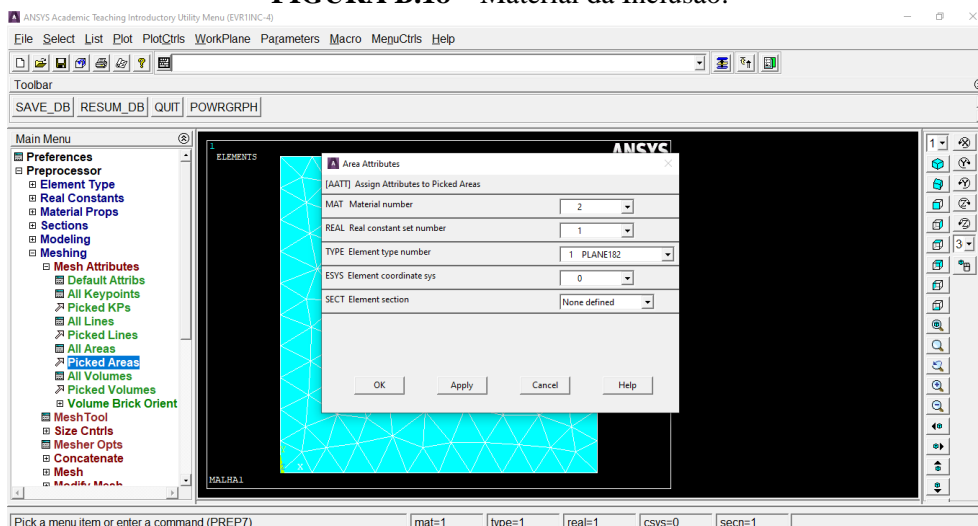 FIGURA B.18 – Material da Inclusão.
ANSYS Academic Teaching Introductory Utility Menu (EVR1INC-4)
File Select List Plot PlotCtrls WorkPlane Parameters Macro MenuCtrls Help
Toolbar
SAVE_DB RESUM_DB QUIT POWRGRPH
Main Menu
Preferences
Preprocessor
Element Type
Real Constants
Material Props
Sections
Modeling
Meshing
Mesh Attributes
Default Attribs
All Keypoints
Picked KPs
All Lines
Picked Lines
All Areas
Picked Areas
All Volumes
Picked Volumes
Volume Brick Orient
MeshTool
Size Cntrls
Mesher Opts
Concatenate
Mesh
Modify Mesh
1
ELEMENTS
ANSYS
Area Attributes
[AATT] Assign Attributes to Picked Areas
MAT Material number 2
REAL Real constant set number 1
TYPE Element type number 1 PLANE182
ESYS Element coordinate sys 0
SECT Element section None defined
OK Apply Cancel Help
X
MALHA1
1
3
Pick a menu item or enter a command (PREP7) mat=1 type=1 real=1 csys=0 secn=1